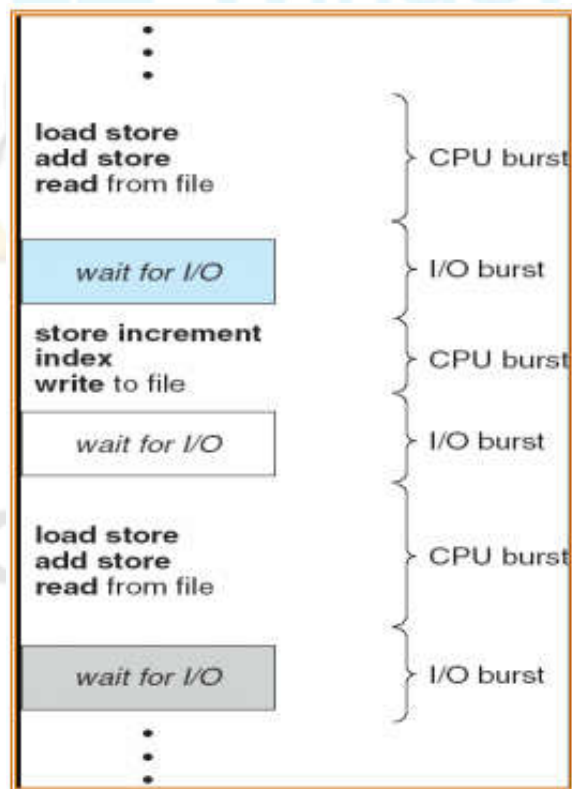 load store
add store
read from file
CPU burst
wait for I/O
I/O burst
store increment
index
write to file
CPU burst
wait for I/O
I/O burst
load store
add store
read from file
CPU burst
wait for I/O
I/O burst